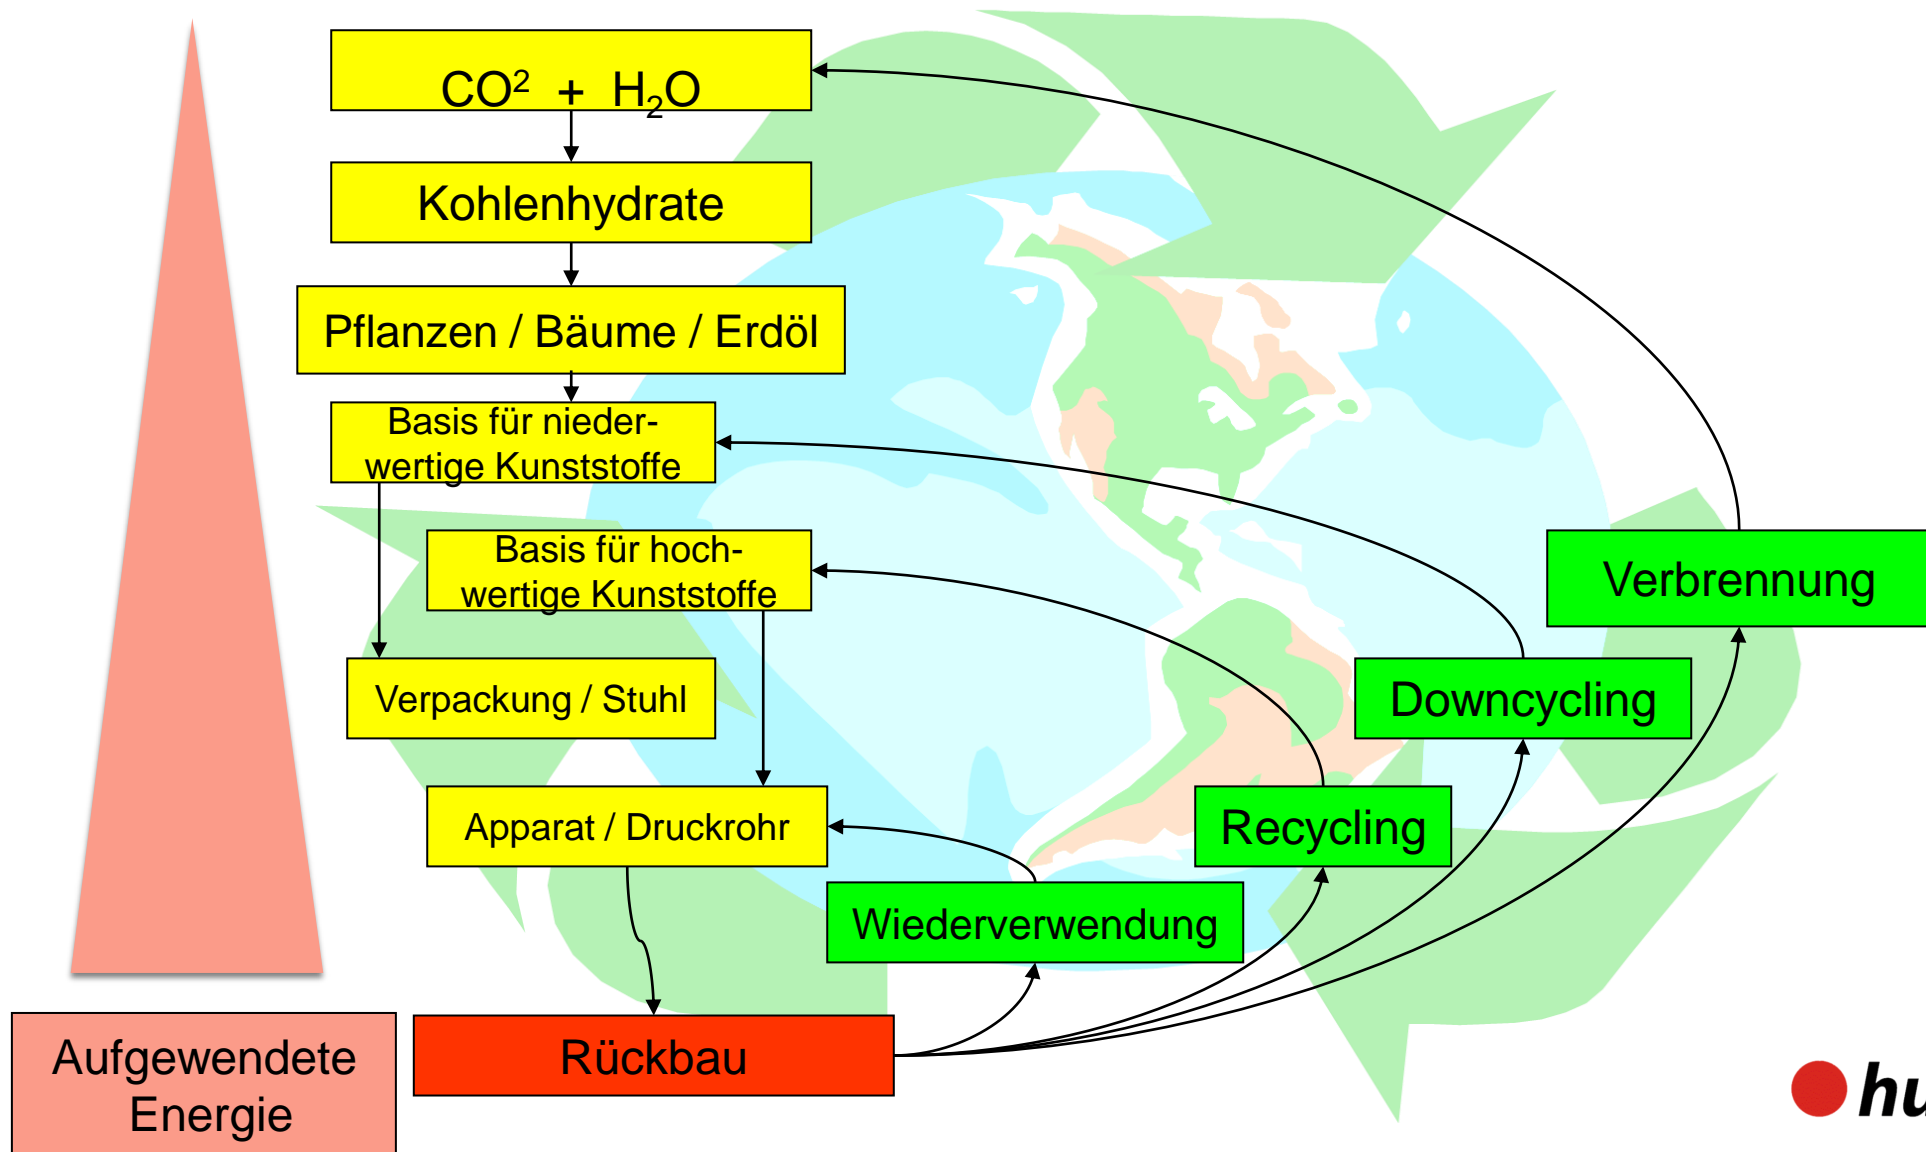 CO² + H₂O
Kohlenhydrate
Pflanzen / Bäume / Erdöl
Basis für nieder-
wertige Kunststoffe
Basis für hoch-
wertige Kunststoffe
Verbrennung
Verpackung / Stuhl
Downcycling
Apparat / Druckrohr
Recycling
Wiederverwendung
Rückbau
Aufgewendete
Energie